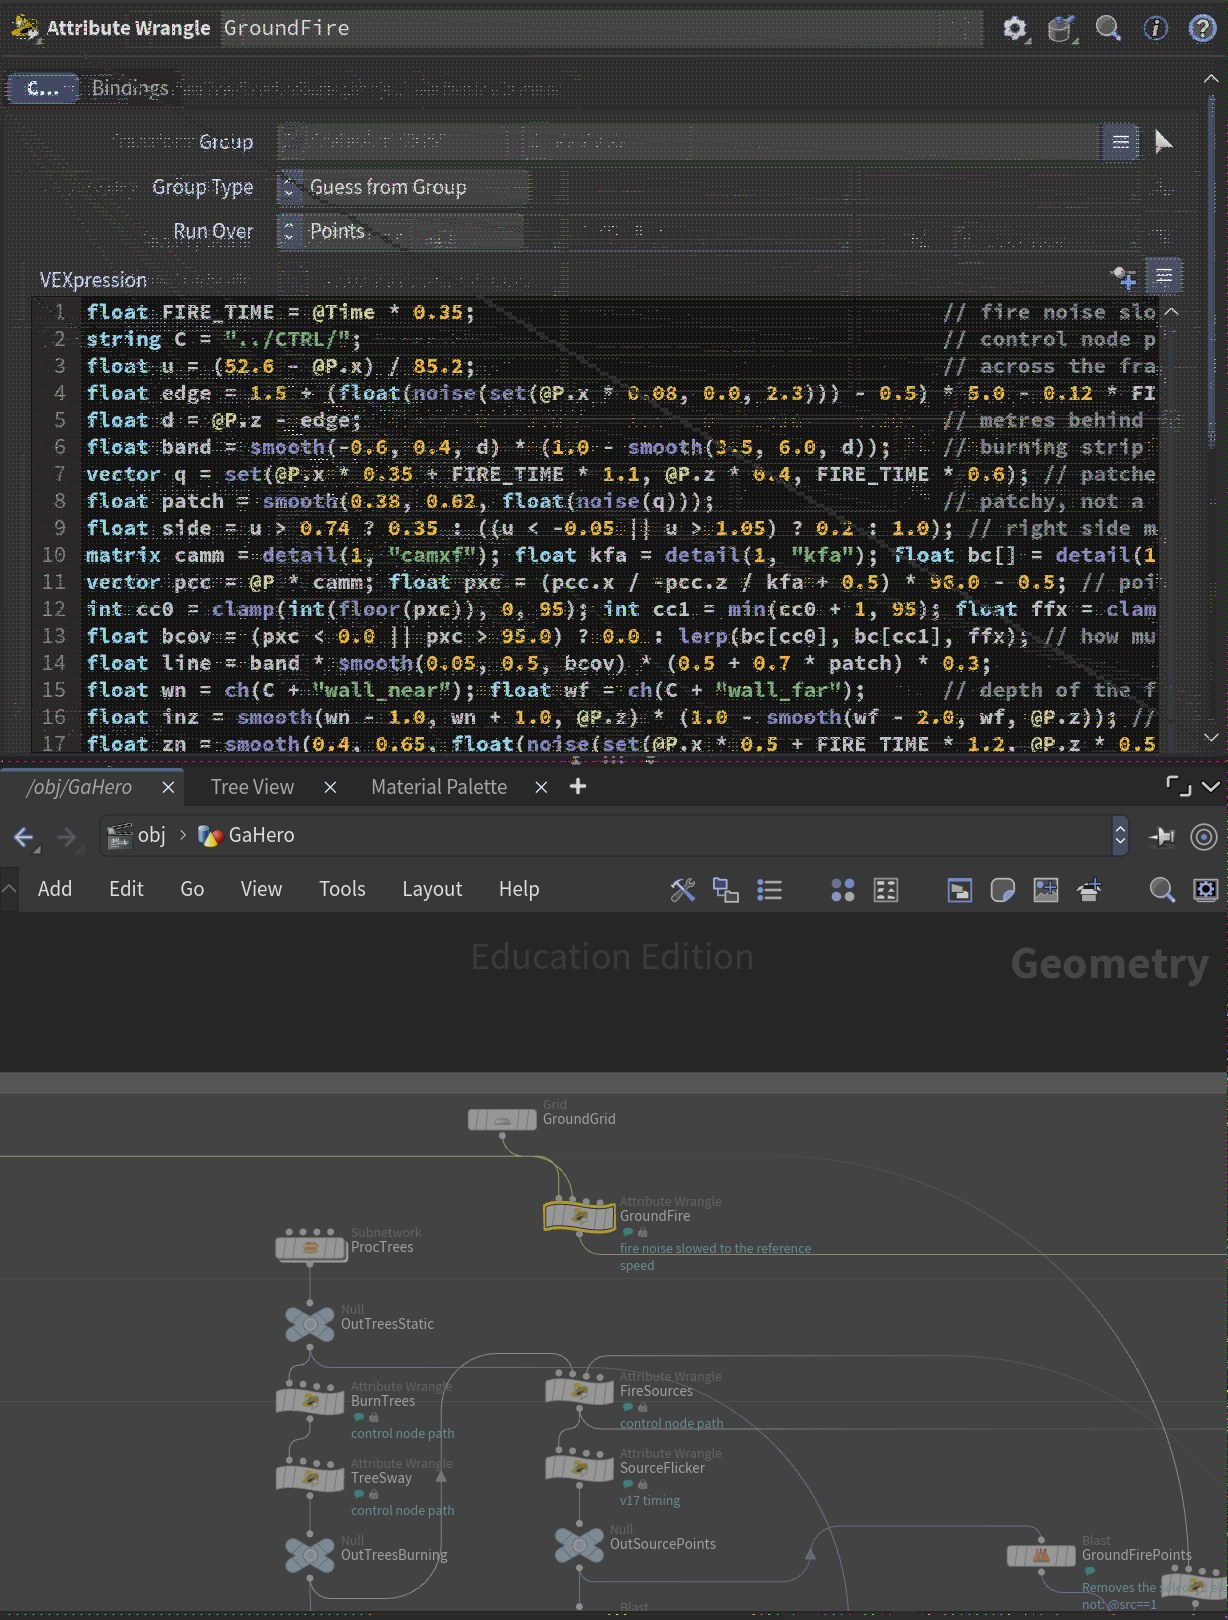 Attribute Wrangle GroundFire
C... Bindings
Group
Group Type Guess from Group
Run Over Points
VEXpression
1 float FIRE_TIME = @Time * 0.35; // fire noise slo
2 string C = "../CTRL/"; // control node p
3 float u = (52.6 - @P.x) / 85.2; // across the fra
4 float edge = 1.5 + (float(noise(set(@P.x * 0.08, 0.0, 2.3))) - 0.5) * 5.0 - 0.12 * FI
5 float d = @P.z - edge; // metres behind
6 float band = smooth(-0.6, 0.4, d) * (1.0 - smooth(3.5, 6.0, d)); // burning strip
7 vector q = set(@P.x * 0.35 + FIRE_TIME * 1.1, @P.z * 0.4, FIRE_TIME * 0.6); // patche
8 float patch = smooth(0.38, 0.62, float(noise(q))); // patchy, not a
9 float side = u > 0.74 ? 0.35 : ((u < -0.05 || u > 1.05) ? 0.2 : 1.0); // right side m
10 matrix camm = detail(1, "camxf"); float kfa = detail(1, "kfa"); float bc[] = detail(1
11 vector pcc = @P * camm; float pxc = (pcc.x / -pcc.z / kfa + 0.5) * 96.0 - 0.5; // poi
12 int cc0 = clamp(int(floor(pxc)), 0, 95); int cc1 = min(cc0 + 1, 95); float ffx = clam
13 float bcov = (pxc < 0.0 || pxc > 95.0) ? 0.0 : lerp(bc[cc0], bc[cc1], ffx); // how mu
14 float line = band * smooth(0.05, 0.5, bcov) * (0.5 + 0.7 * patch) * 0.3;
15 float wn = ch(C + "wall_near"); float wf = ch(C + "wall_far"); // depth of the f
16 float inz = smooth(wn - 1.0, wn + 1.0, @P.z) * (1.0 - smooth(wf - 2.0, wf, @P.z)); //
17 float zn = smooth(0.4, 0.65, float(noise(set(@P.x * 0.5 + FIRE_TIME * 1.2, @P.z * 0.5
/obj/GaHero Tree View Material Palette
obj GaHero
Add Edit Go View Tools Layout Help
Education Edition
Geometry
Grid
GroundGrid
Attribute Wrangle
GroundFire
fire noise slowed to the reference
speed
Subnetwork
ProcTrees
Null
OutTreesStatic
Attribute Wrangle
BurnTrees
control node path
Attribute Wrangle
FireSources
control node path
Attribute Wrangle
TreeSway
control node path
Attribute Wrangle
SourceFlicker
v17 timing
Null
OutTreesBurning
Null
OutSourcePoints
Blast
GroundFirePoints
Removes the
not: @src==1
Blast